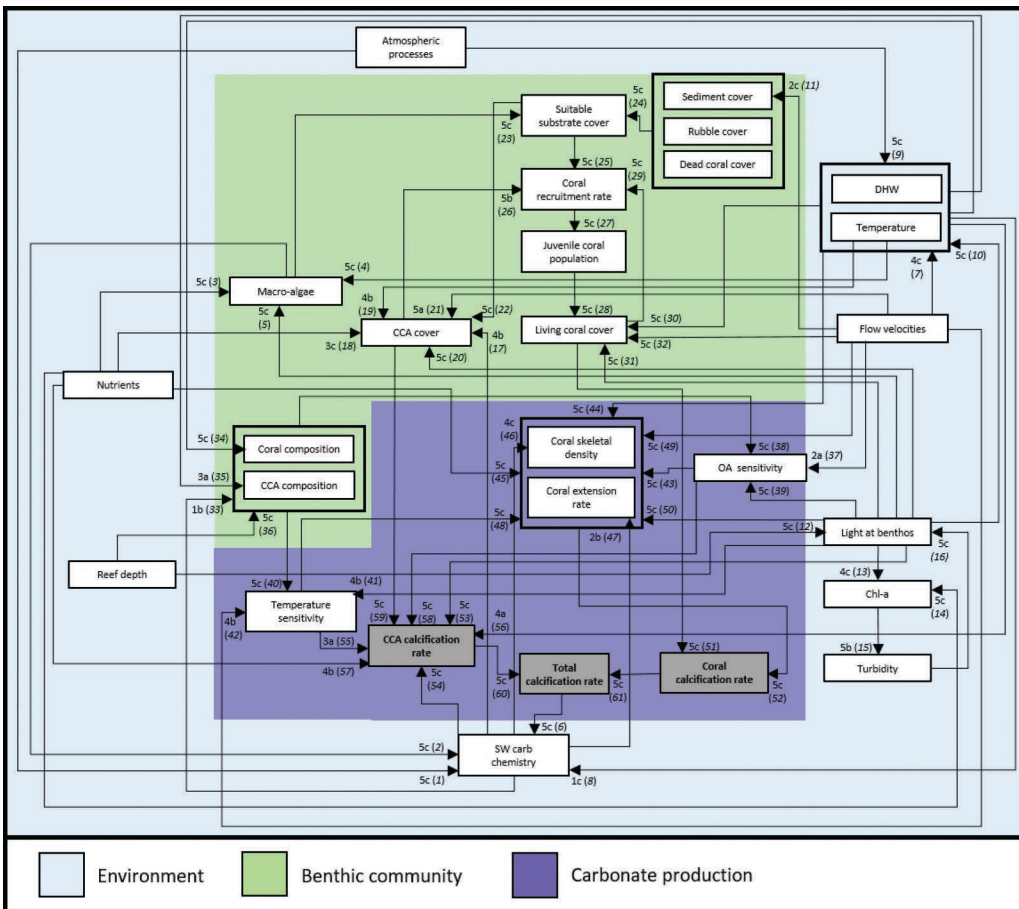 Atmospheric
processes
5c
(9)
Suitable
substrate cover
5c
(23)
5c
(24)
Sediment cover
2c (11)
Rubble cover
Dead coral cover
5c (25)
5c
(29)
Coral
recruitment rate
5b
(26)
5c (27)
Juvenile coral
population
DHW
Temperature
4c
(7)
5c (10)
5c (3)
5c (4)
Macro-algae
5c
(5)
4b
(19)
5a (21)
5c (22)
CCA cover
3c (18)
5c (20)
4b
(17)
5c (28)
Living coral cover
5c (30)
5c (32)
5c (31)
Flow velocities
Nutrients
5c (34)
Coral composition
3a (35)
CCA composition
1b (33)
5c
(36)
5c (44)
4c
(46)
Coral skeletal
density
5c
(45)
Coral extension
rate
5c
(48)
5c (49)
5c (43)
5c (50)
2b (47)
5c (38)
2a (37)
OA sensitivity
5c (39)
5c (12)
Light at benthos
5c
(16)
Reef depth
4c (13)
Chl-a
5c
(14)
5b (15)
Turbidity
5c (40)
4b (41)
Temperature
sensitivity
4b
(42)
3a (55)
5c
(59)
5c
(58)
5c
(53)
4a
(56)
CCA calcification
rate
4b (57)
5c
(54)
5c
(60)
Total
calcification rate
5c
(61)
5c (51)
Coral
calcification rate
5c
(52)
5c (6)
5c (2)
SW carb
chemistry
5c (1)
1c (8)
Environment
Benthic community
Carbonate production